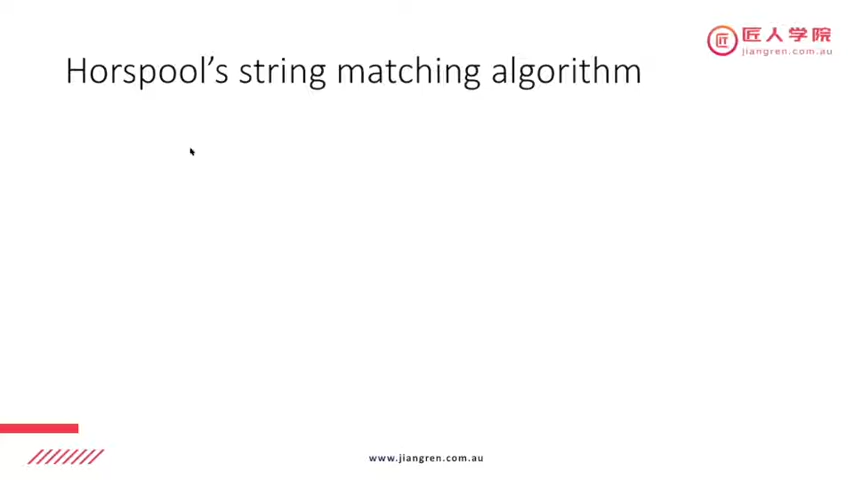 匠人学院
jiangren.com.au
Horspool’s string matching algorithm
www.jiangren.com.au